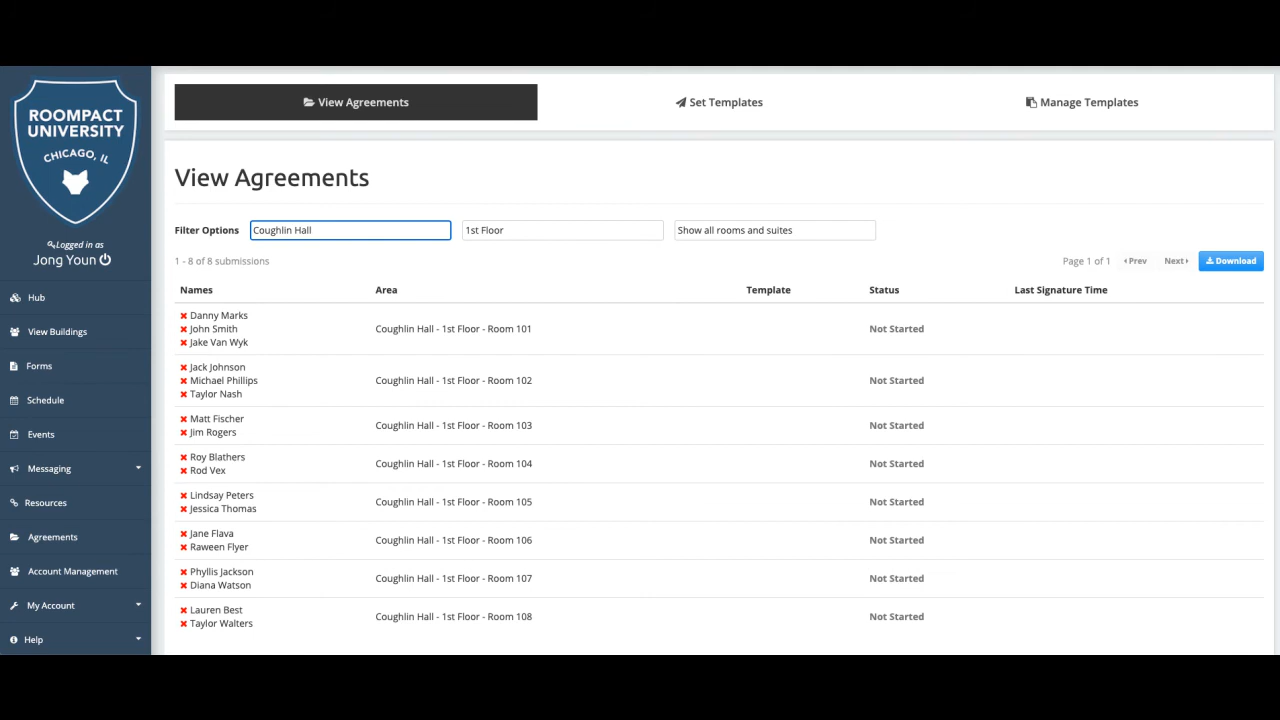 ROOMPACT
UNIVERSITY
CHICAGO, IL
Logged in as
Jong Youn
Hub
View Buildings
Forms
Schedule
Events
Messaging
Resources
Agreements
Account Management
My Account
Help
View Agreements Set Templates Manage Templates
View Agreements
Filter Options Coughlin Hall 1st Floor Show all rooms and suites
1 - 8 of 8 submissions Page 1 of 1 Prev Next Download
Names Area Template Status Last Signature Time
Danny Marks
John Smith Coughlin Hall - 1st Floor - Room 101 Not Started
Jake Van Wyk
Jack Johnson
Michael Phillips Coughlin Hall - 1st Floor - Room 102 Not Started
Taylor Nash
Matt Fischer
Coughlin Hall - 1st Floor - Room 103 Not Started
Jim Rogers
Roy Blathers
Coughlin Hall - 1st Floor - Room 104 Not Started
Rod Vex
Lindsay Peters
Coughlin Hall - 1st Floor - Room 105 Not Started
Jessica Thomas
Jane Flava
Coughlin Hall - 1st Floor - Room 106 Not Started
Raween Flyer
Phyllis Jackson
Coughlin Hall - 1st Floor - Room 107 Not Started
Diana Watson
Lauren Best
Coughlin Hall - 1st Floor - Room 108 Not Started
Taylor Walters